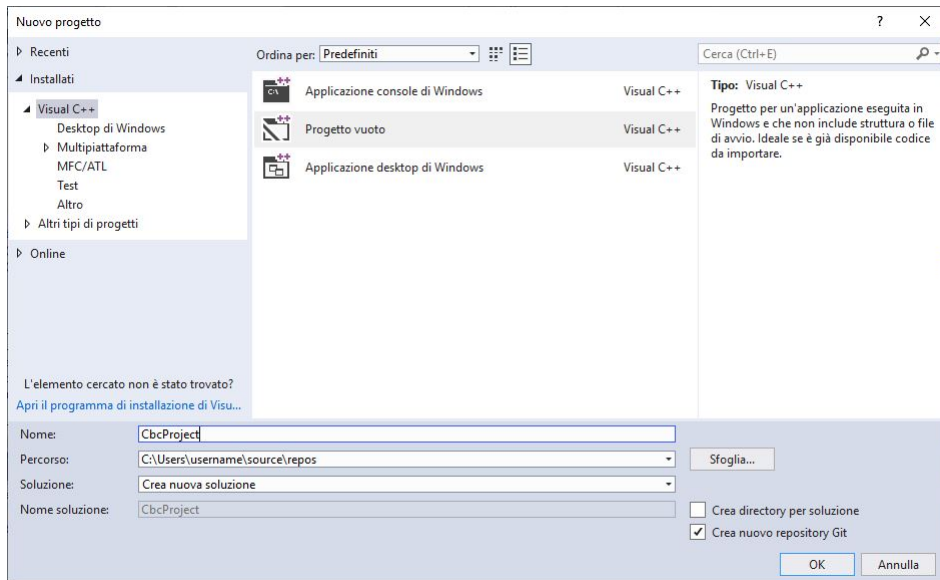 Nuovo progetto
?
Recenti
Installati
Visual C++
Desktop di Windows
Multipiattaforma
MFC/ATL
Test
Altro
Altri tipi di progetti
Online
L'elemento cercato non è stato trovato?
Apri il programma di installazione di Visu...
Ordina per: Predefiniti
Applicazione console di Windows Visual C++
Progetto vuoto Visual C++
Applicazione desktop di Windows Visual C++
Cerca (Ctrl+E)
Tipo: Visual C++
Progetto per un'applicazione eseguita in
Windows e che non include struttura o file
di avvio. Ideale se è già disponibile codice
da importare.
Nome: CbcProject
Percorso: C:\Users\username\source\repos
Sfoglia...
Soluzione: Crea nuova soluzione
Nome soluzione: CbcProject
Crea directory per soluzione
Crea nuovo repository Git
OK Annulla